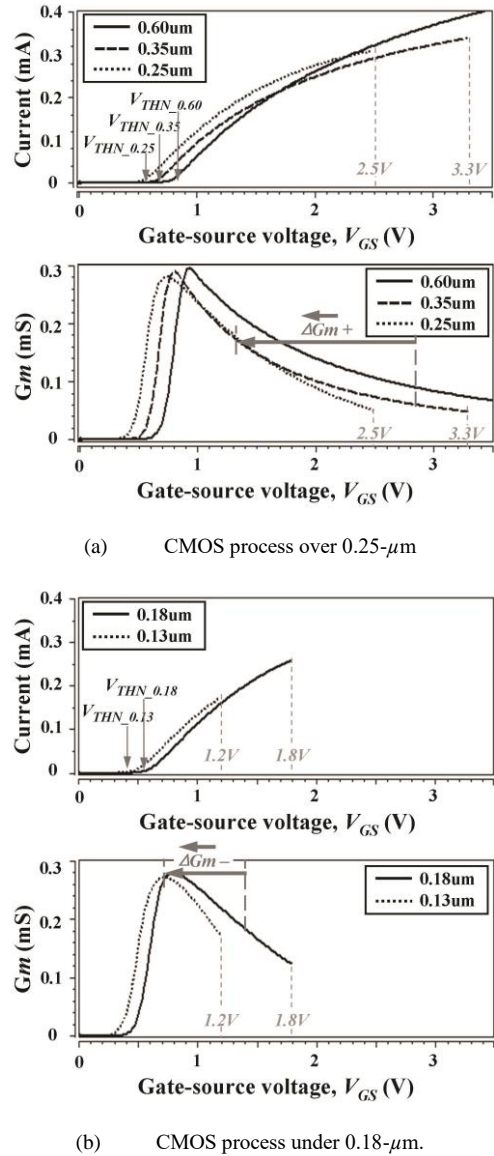 0.4
0.60um
0.35um
0.25um
0.3
Current (mA)
0.2
V_THN_0.60
V_THN_0.35
V_THN_0.25
0.1
0
2.5V
3.3V
0 1 2 3
Gate-source voltage, V_GS (V)
0.3
0.60um
0.35um
0.25um
ΔGm +
Gm (mS)
0.2
0.1
0
2.5V
3.3V
0 1 2 3
Gate-source voltage, V_GS (V)
(a) CMOS process over 0.25-µm
0.4
0.18um
0.13um
0.3
Current (mA)
0.2
V_THN_0.18
V_THN_0.13
0.1
0
1.2V
1.8V
0 1 2 3
Gate-source voltage, V_GS (V)
0.3
ΔGm –
0.18um
0.13um
Gm (mS)
0.2
0.1
0
1.2V
1.8V
0 1 2 3
Gate-source voltage, V_GS (V)
(b) CMOS process under 0.18-µm.